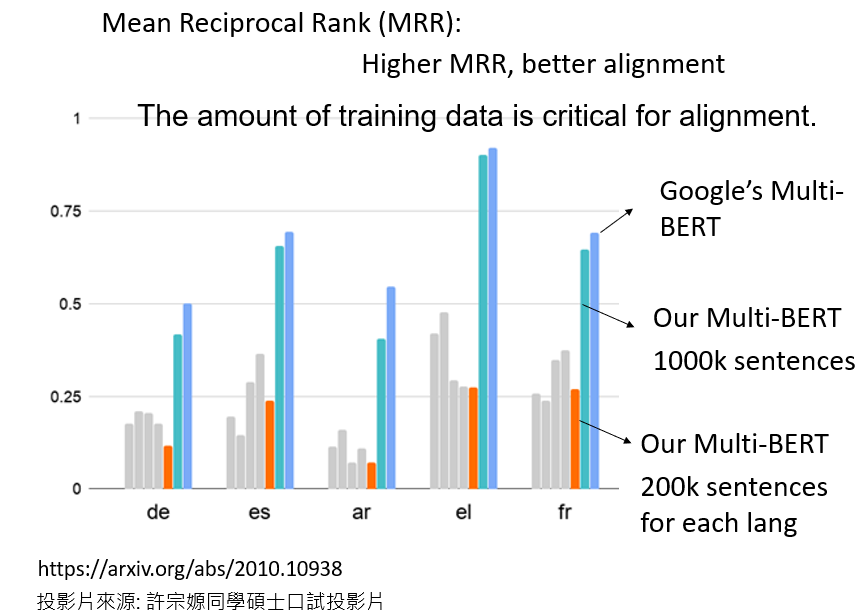 Mean Reciprocal Rank (MRR):
Higher MRR, better alignment
The amount of training data is critical for alignment.
1
0.75
0.5
0.25
0
de es ar el fr
Google’s Multi-
BERT
Our Multi-BERT
1000k sentences
Our Multi-BERT
200k sentences
for each lang
https://arxiv.org/abs/2010.10938
投影片來源: 許宗嫄同學碩士口試投影片